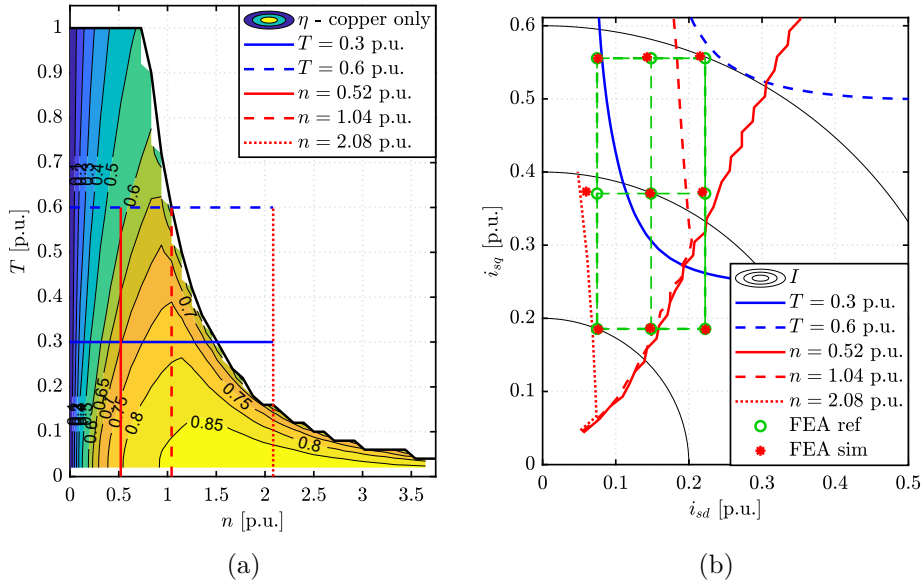 η - copper only
T = 0.3 p.u.
T = 0.6 p.u.
n = 0.52 p.u.
n = 1.04 p.u.
n = 2.08 p.u.
1
0.9
0.8
0.7
0.6
0.5
0.4
0.3
0.2
0.1
0
T [p.u.]
0.3
0.4
0.5
0.6
0.7
0.6
0.65
0.75
0.8
0.85
0.75
0.8
0 0.5 1 1.5 2 2.5 3 3.5
n [p.u.]
(a)
0.6
0.5
0.4
0.3
0.2
0.1
0
i_sq [p.u.]
I
T = 0.3 p.u.
T = 0.6 p.u.
n = 0.52 p.u.
n = 1.04 p.u.
n = 2.08 p.u.
FEA ref
FEA sim
0 0.1 0.2 0.3 0.4 0.5
i_sd [p.u.]
(b)